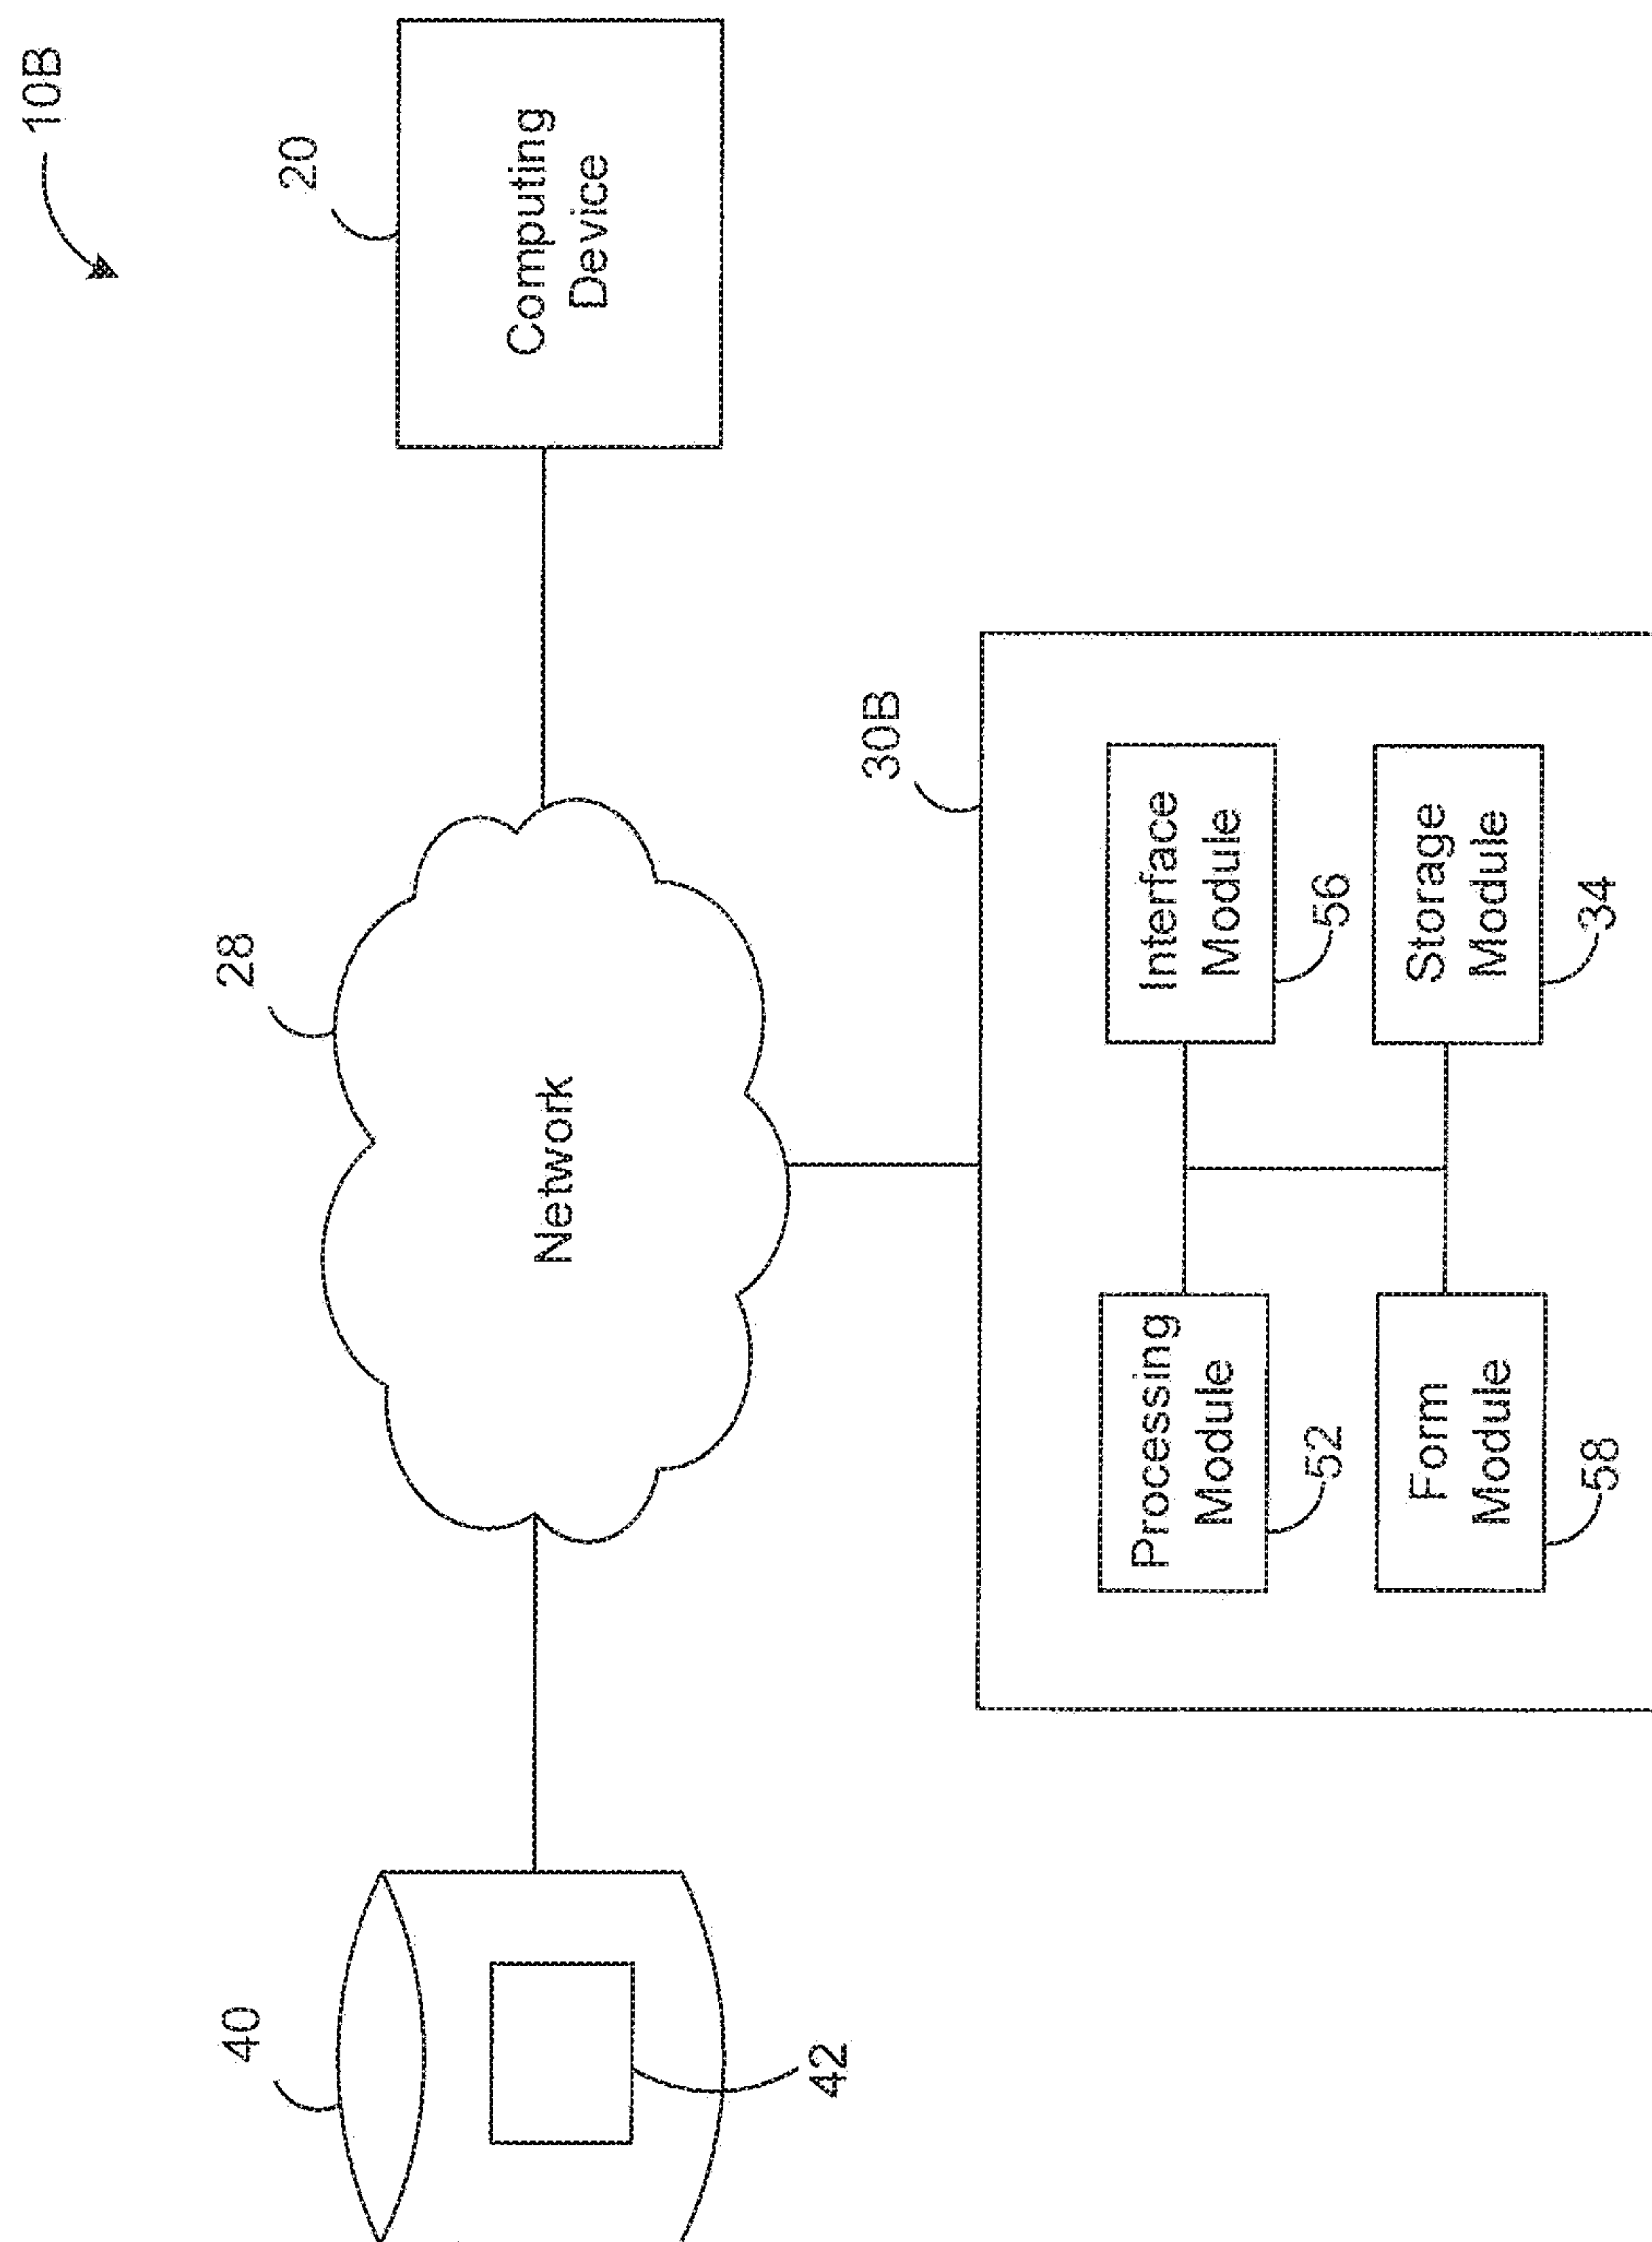 10B
20
Computing
Device
28
Network
40
42
30B
Processing
Module
52
Interface
Module
56
Form
Module
58
Storage
Module
34